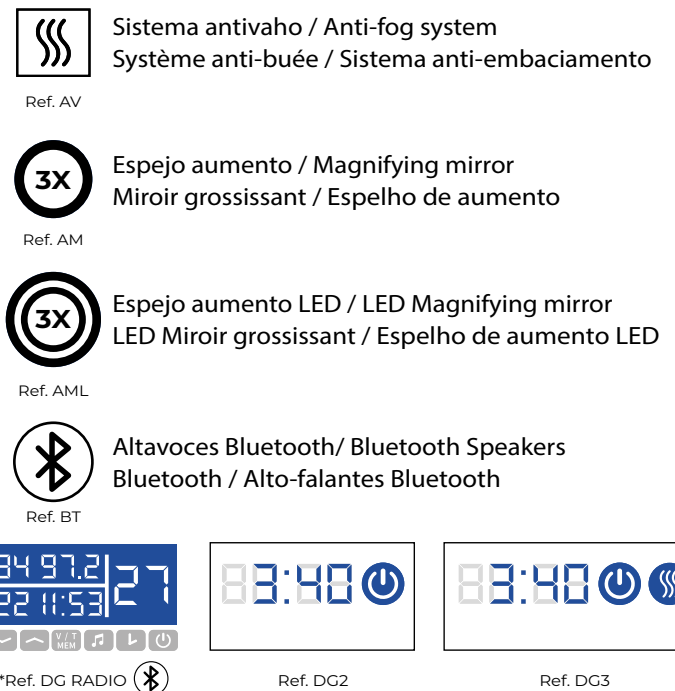 Sistema antivaho / Anti-fog system
Système anti-buée / Sistema anti-embaciamento
Ref. AV
3X
Espejo aumento / Magnifying mirror
Miroir grossissant / Espelho de aumento
Ref. AM
3X
Espejo aumento LED / LED Magnifying mirror
LED Miroir grossissant / Espelho de aumento LED
Ref. AML
Altavoces Bluetooth/ Bluetooth Speakers
Bluetooth / Alto-falantes Bluetooth
Ref. BT
97.2
11:53
27
V / T
MEM
3:48
3:48
*Ref. DG RADIO
Ref. DG2
Ref. DG3